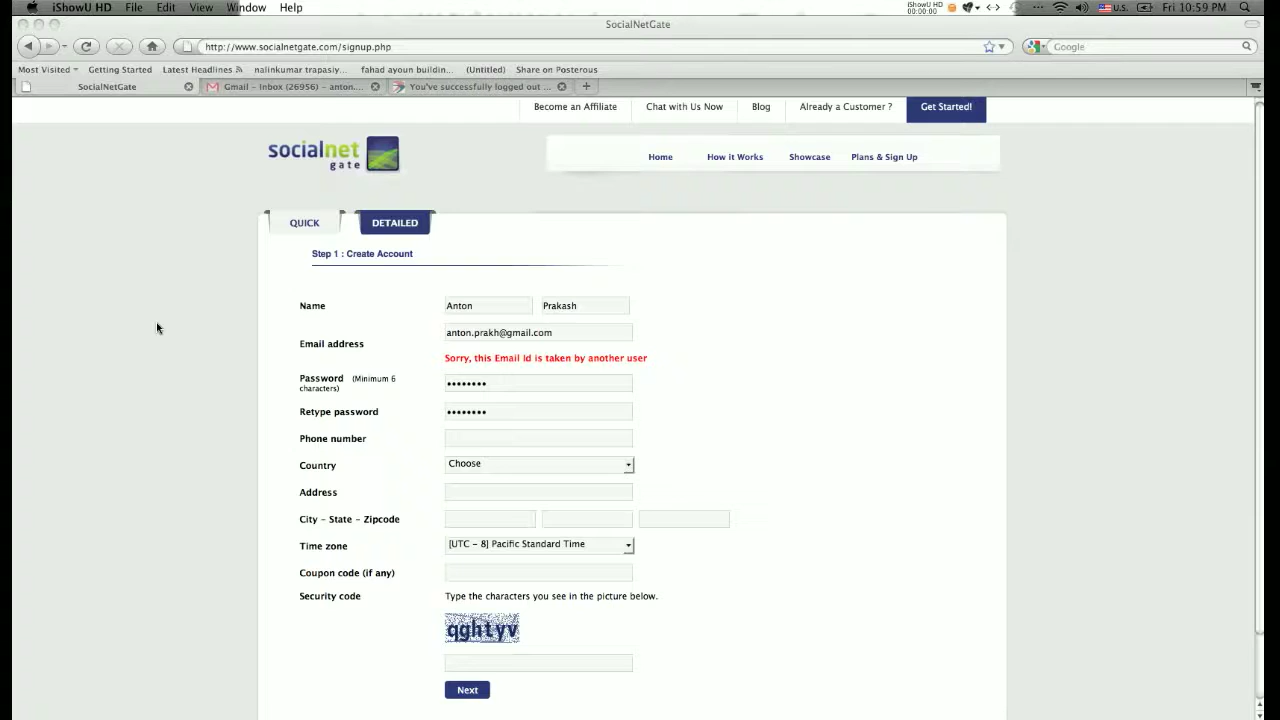 iShowU HD File Edit View Window Help iShowU HD 00:00:00 U.S. Fri 10:59 PM
SocialNetGate
http://www.socialnetgate.com/signup.php Google
Most Visited Getting Started Latest Headlines nalinkumar trapasiy... fahad ayoun buildin... (Untitled) Share on Posterous
SocialNetGate Gmail - Inbox (26956) - anton.... You've successfully logged out ... +
Become an Affiliate Chat with Us Now Blog Already a Customer ? Get Started!
socialnet
gate
Home How it Works Showcase Plans & Sign Up
QUICK DETAILED
Step 1 : Create Account
Name Anton Prakash
Email address anton.prakh@gmail.com
Sorry, this Email Id is taken by another user
Password (Minimum 6
characters) ••••••••
Retype password ••••••••
Phone number
Country Choose
Address
City - State - Zipcode
Time zone [UTC - 8] Pacific Standard Time
Coupon code (if any)
Security code Type the characters you see in the picture below.
qghtyv
Next